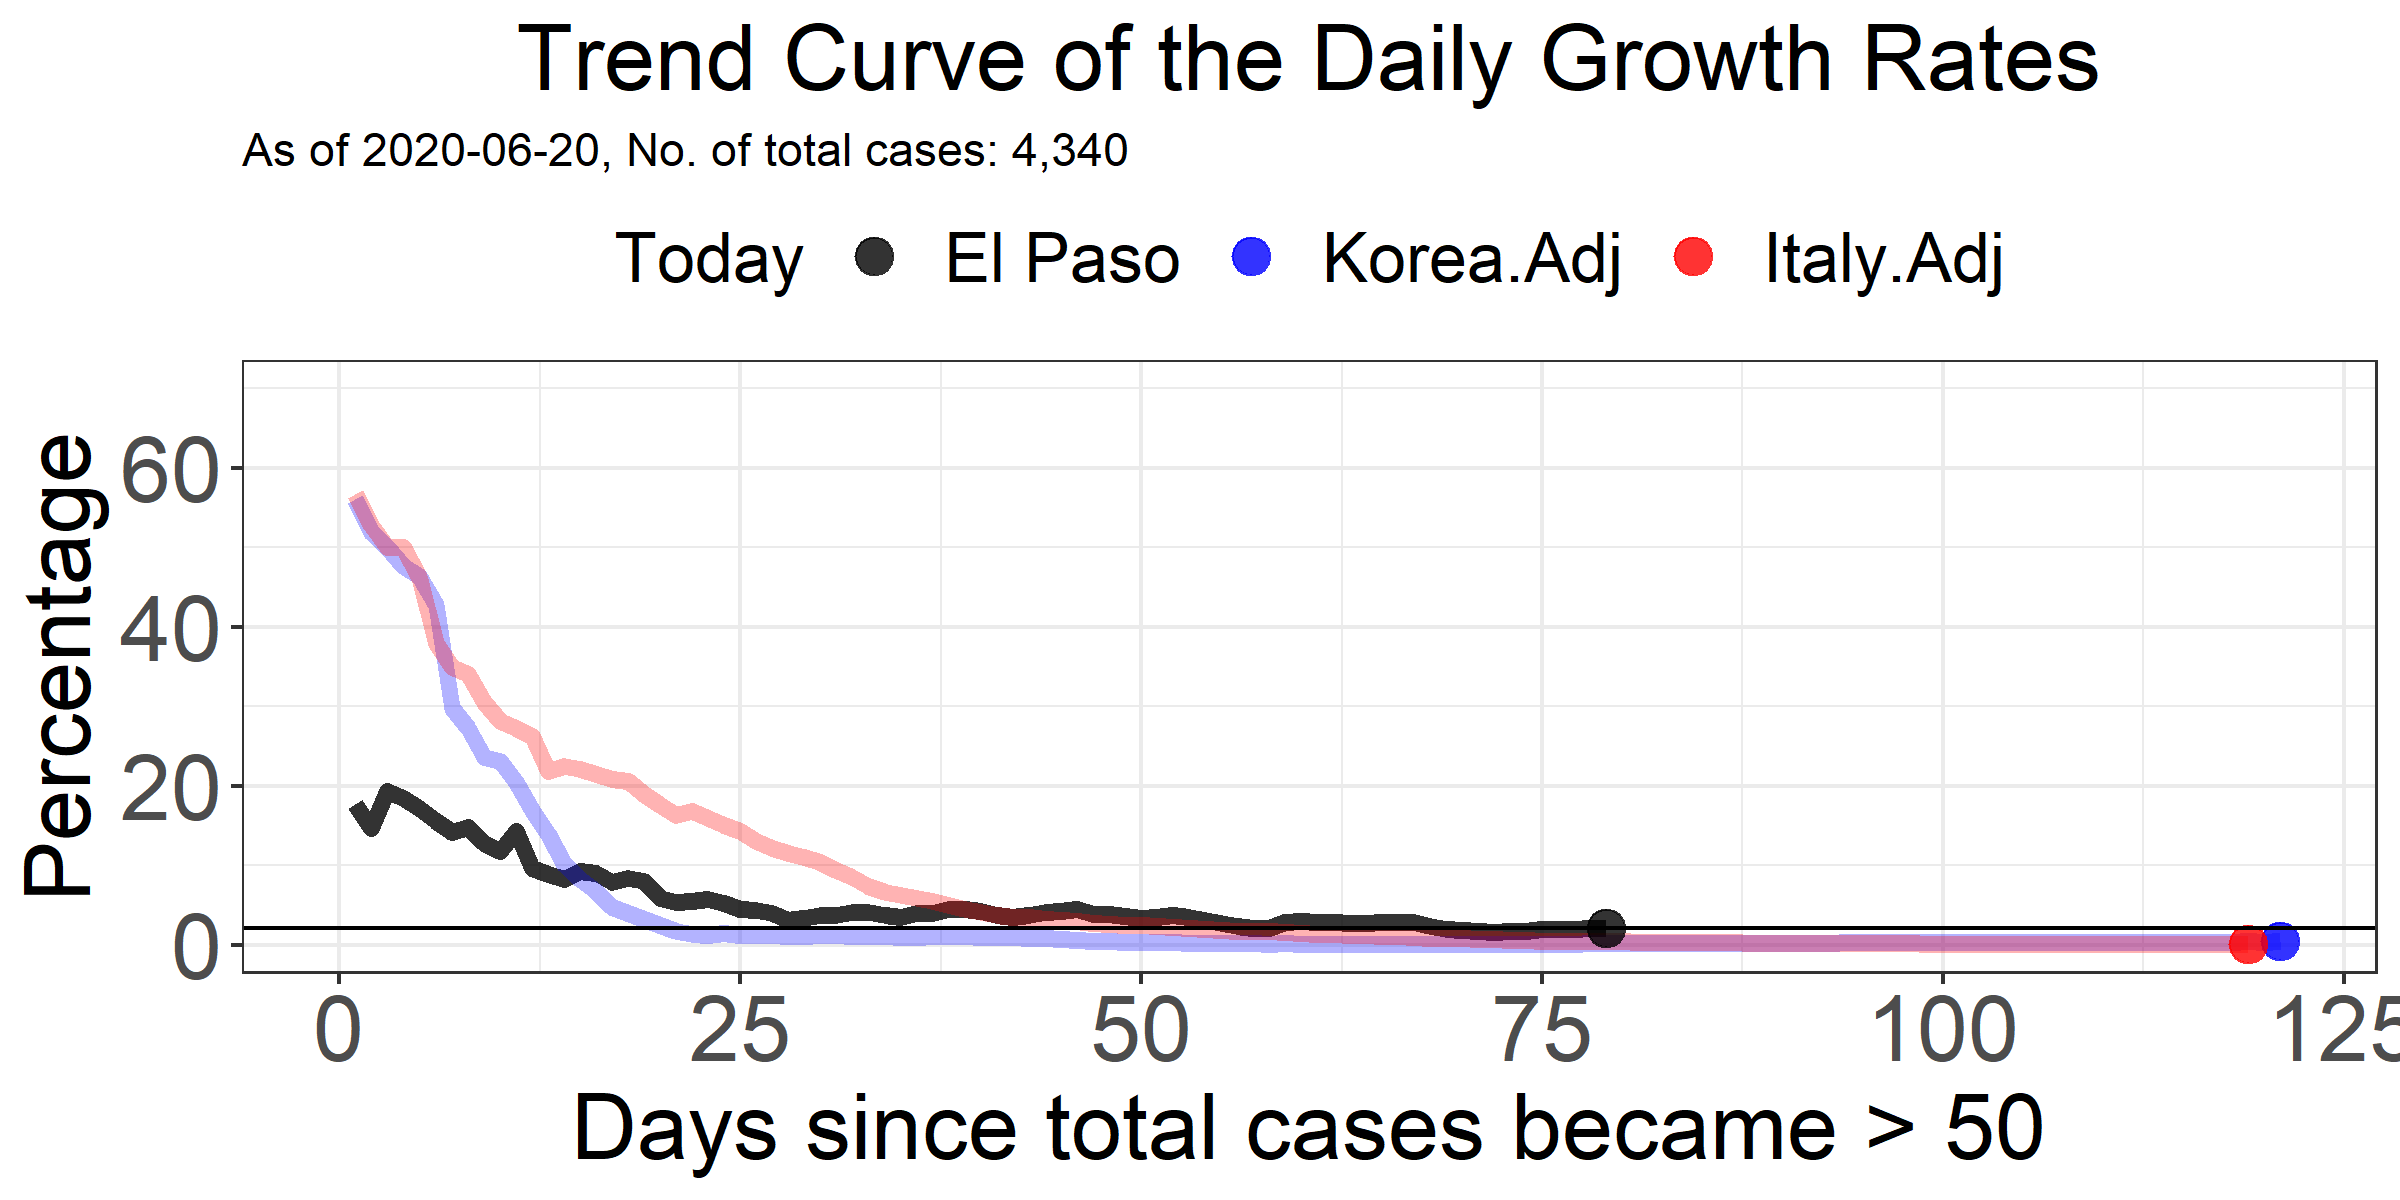 Trend Curve of the Daily Growth Rates
As of 2020-06-20, No. of total cases: 4,340
Today El Paso Korea.Adj Italy.Adj
Percentage
60
40
20
0
0 25 50 75 100 125
Days since total cases became > 50